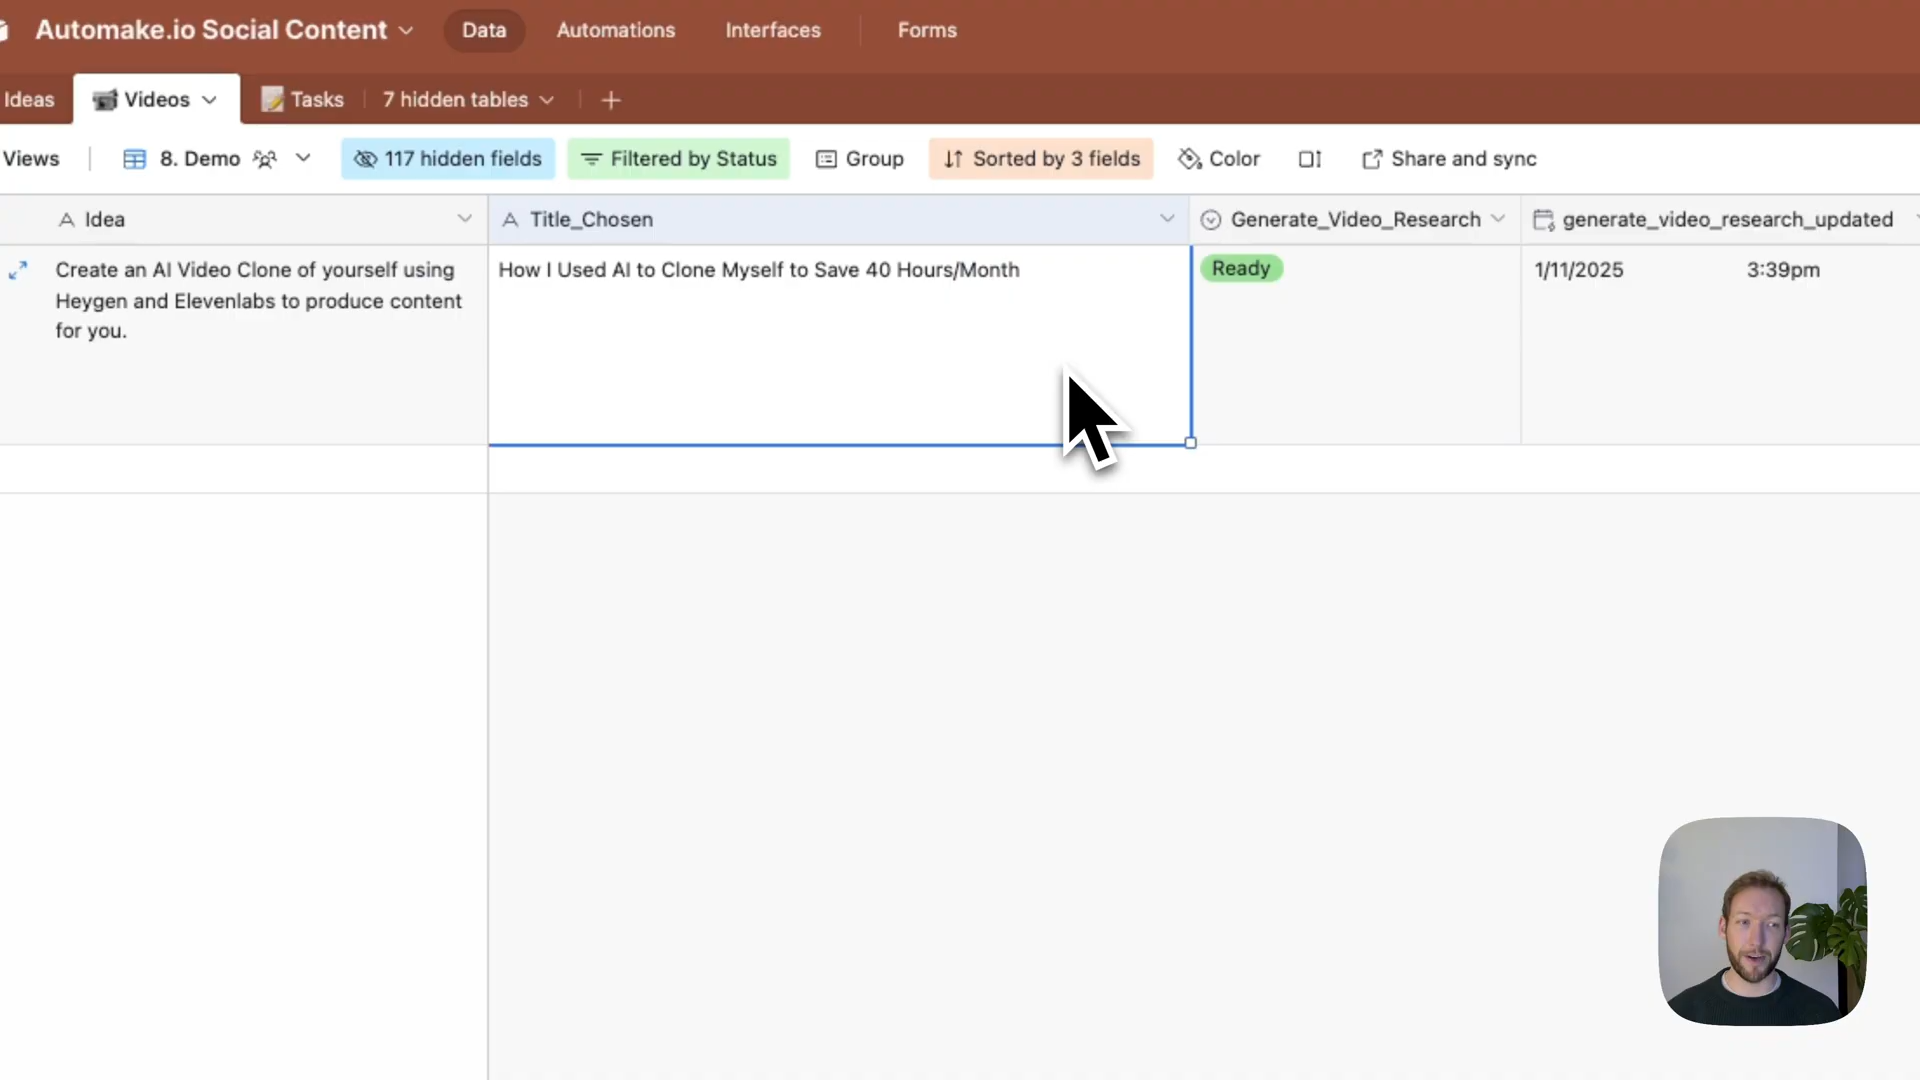 Automake.io Social Content
Data
Automations
Interfaces
Forms
Ideas
Videos
Tasks
7 hidden tables
Views
8. Demo
117 hidden fields
Filtered by Status
Group
Sorted by 3 fields
Color
Share and sync
Idea
Title_Chosen
Generate_Video_Research
generate_video_research_updated
Create an AI Video Clone of yourself using
Heygen and Elevenlabs to produce content
for you.
How I Used AI to Clone Myself to Save 40 Hours/Month
Ready
1/11/2025 3:39pm